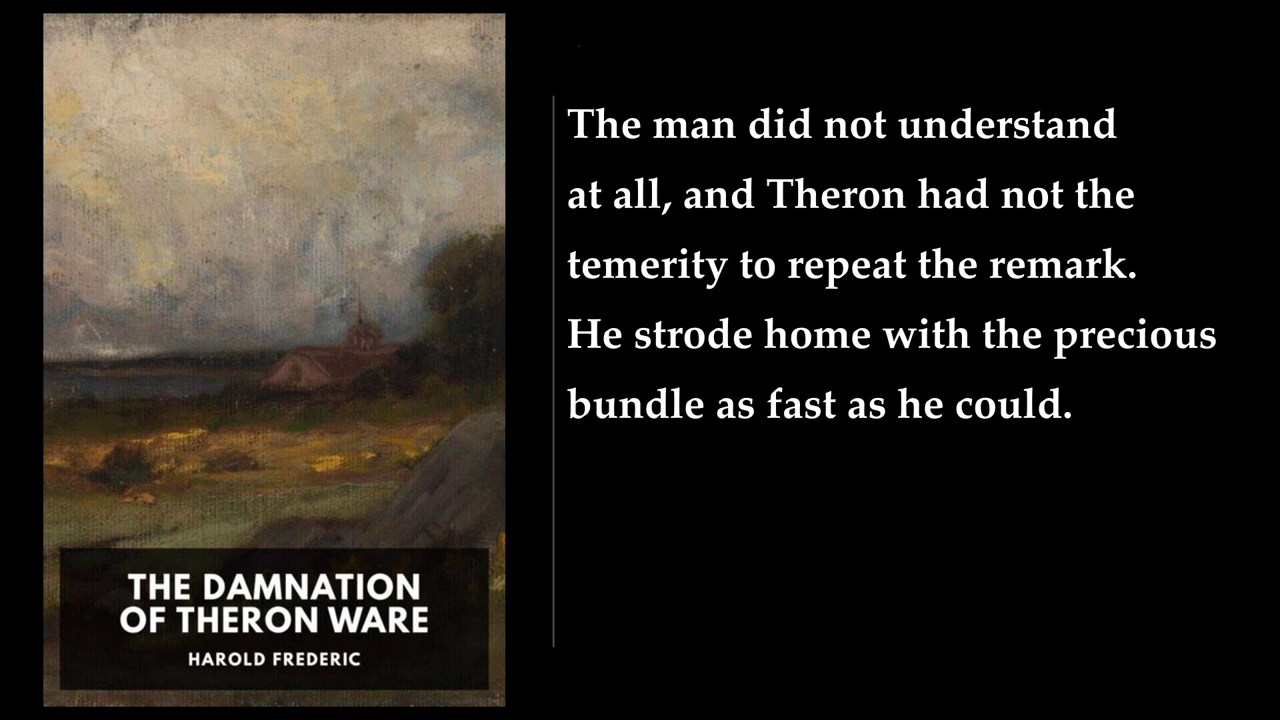 The man did not understand
at all, and Theron had not the
temerity to repeat the remark.
He strode home with the precious
bundle as fast as he could.
THE DAMNATION
OF THERON WARE
HAROLD FREDERIC